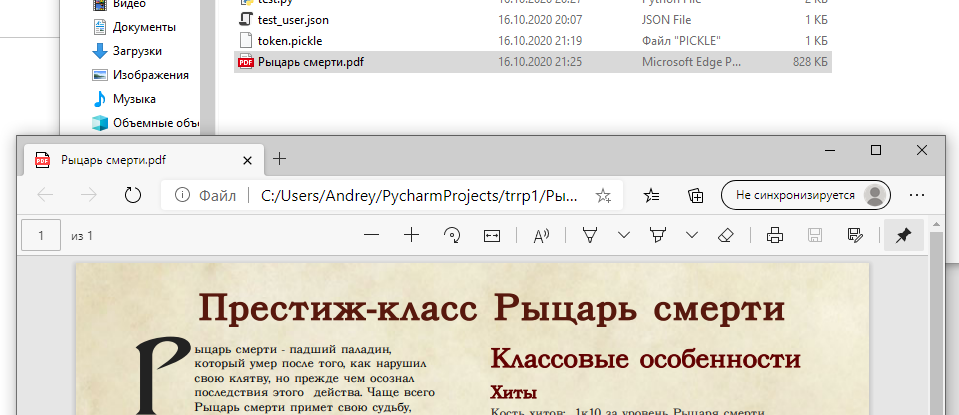 Видео
Документы
Загрузки
Изображения
Музыка
Объемные объ
test.py 16.10.2020 20:27 Python File 2 КБ
test_user.json 16.10.2020 20:07 JSON File 1 КБ
token.pickle 16.10.2020 21:19 Файл "PICKLE" 1 КБ
Рыцарь смерти.pdf 16.10.2020 21:25 Microsoft Edge P... 828 КБ
Рыцарь смерти.pdf
Файл C:/Users/Andrey/PycharmProjects/trrp1/Ры...
Не синхронизируется
1 из 1
Престиж-класс Рыцарь смерти
Рыцарь смерти - падший паладин,
который умер после того, как нарушил
свою клятву, но прежде чем осознал
последствия этого действа. Чаще всего
Рыцарь смерти примет свою судьбу,
Классовые особенности
Хиты
Кость хитов: 1к10 за уровень Рыцаря смерти